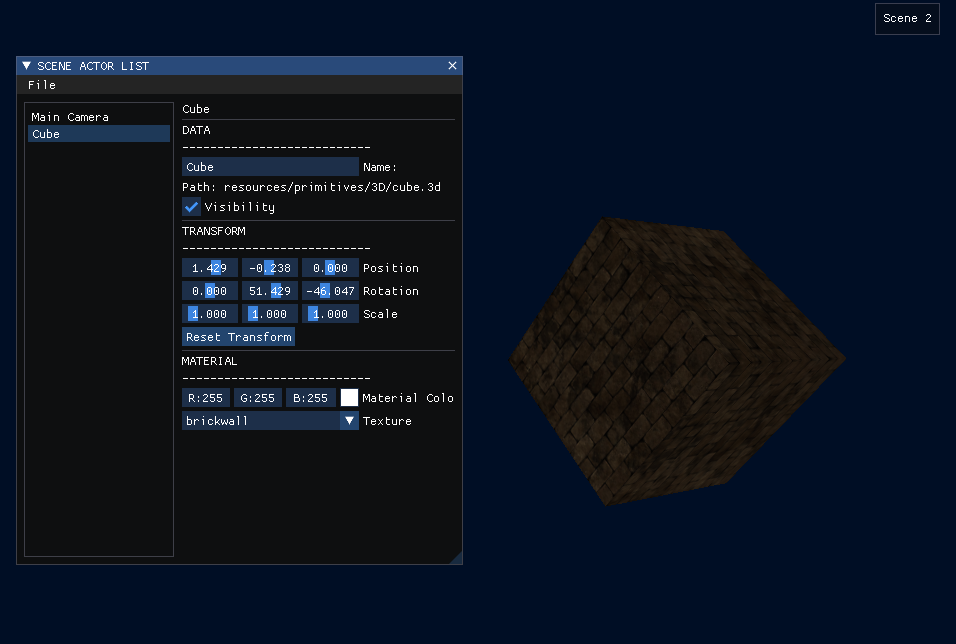 Scene 2
SCENE ACTOR LIST
File
Main Camera
Cube
Cube
DATA
---------------------------
Cube Name:
Path: resources/primitives/3D/cube.3d
Visibility
TRANSFORM
---------------------------
1.429 -0.238 0.000 Position
0.000 51.429 -46.047 Rotation
1.000 1.000 1.000 Scale
Reset Transform
MATERIAL
---------------------------
R:255 G:255 B:255 Material Colo
brickwall Texture